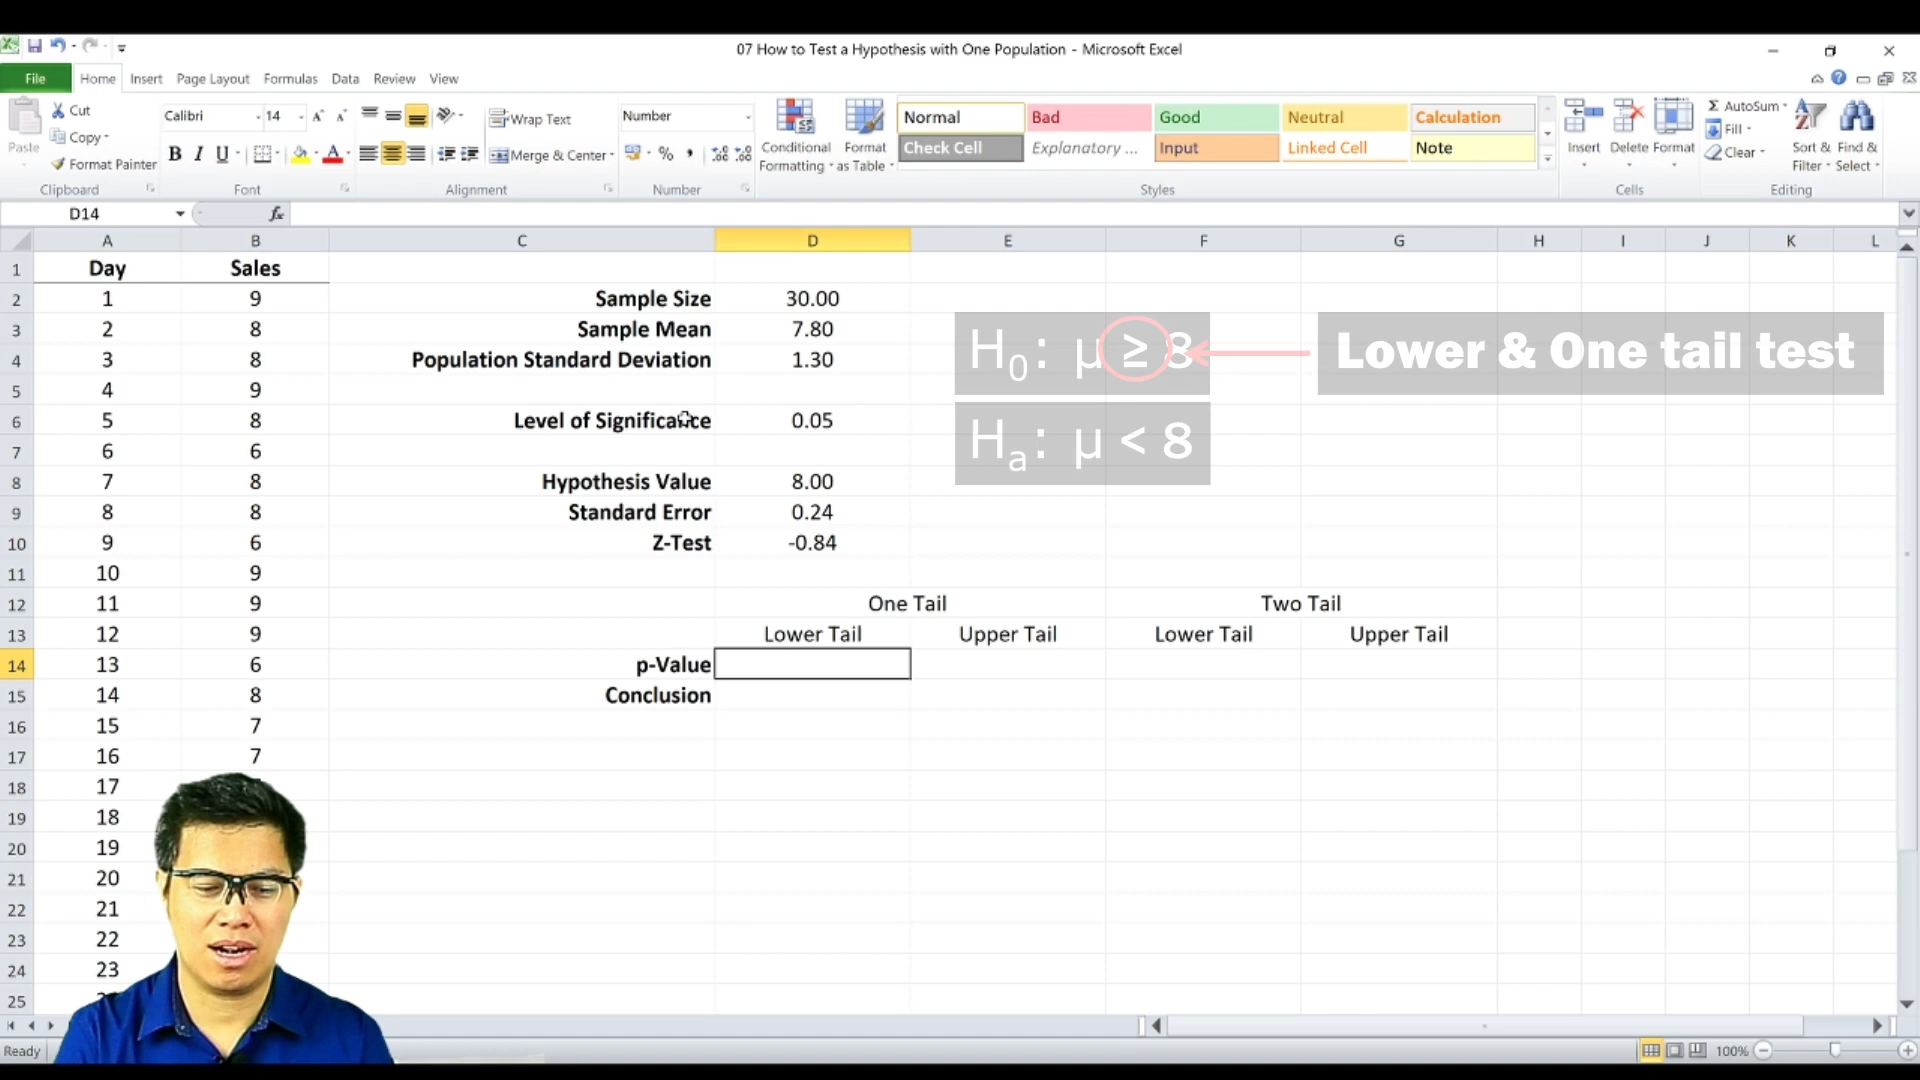 07 How to Test a Hypothesis with One Population - Microsoft Excel
File Home Insert Page Layout Formulas Data Review View
Paste
Cut
Copy
Format Painter
Clipboard
Calibri 14
B I U
Font
Wrap Text
Merge & Center
Alignment
Number
%
Number
Conditional Formatting
Format as Table
Normal Bad Good Neutral Calculation
Check Cell Explanatory ... Input Linked Cell Note
Styles
Insert Delete Format
Cells
Σ AutoSum
Fill
Clear
Sort & Filter
Find & Select
Editing
D14 fx
A B C D E F G H I J K L
1 Day Sales
2 1 9 Sample Size 30.00
3 2 8 Sample Mean 7.80
4 3 8 Population Standard Deviation 1.30
5 4 9
6 5 8 Level of Significance 0.05
7 6 6
8 7 8 Hypothesis Value 8.00
9 8 8 Standard Error 0.24
10 9 6 Z-Test -0.84
11 10 9
12 11 9 One Tail Two Tail
13 12 9 Lower Tail Upper Tail Lower Tail Upper Tail
14 13 6 p-Value
15 14 8 Conclusion
16 15 7
17 16 7
18 17
19 18
20 19
21 20
22 21
23 22
24 23
25
H0: μ ≥ 8
Lower & One tail test
Ha: μ < 8
Ready
100%